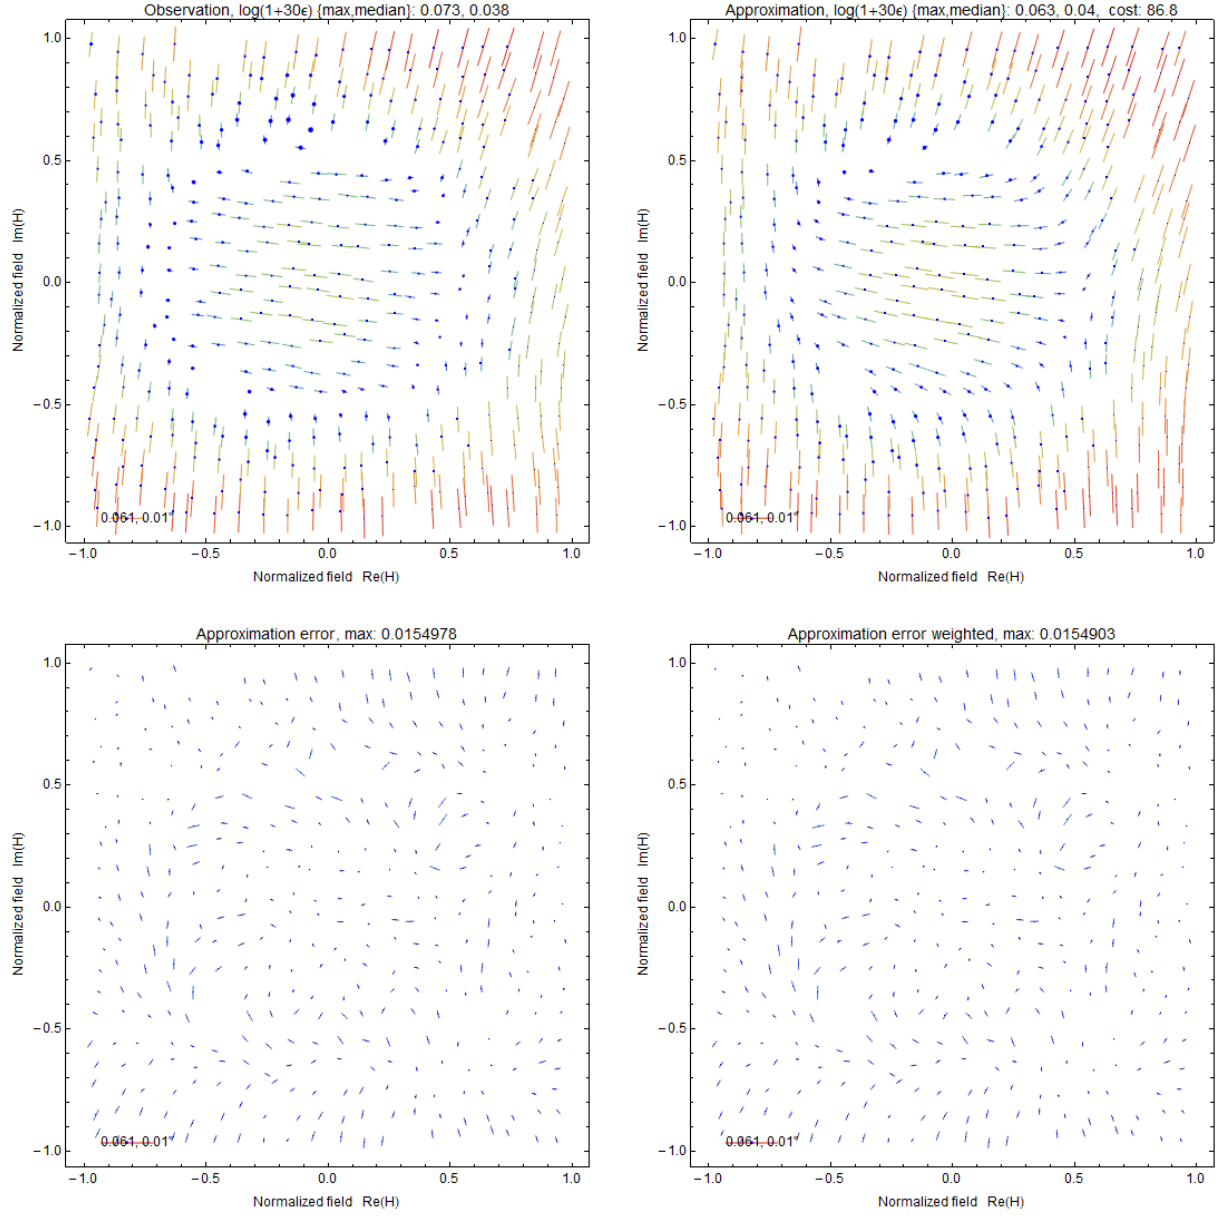 Observation, log(1+30ϵ) {max,median}: 0.073, 0.038
1.0
0.5
0.0
−0.5
−1.0
Normalized field Im(H)
0.061, 0.01"
−1.0 −0.5 0.0 0.5 1.0
Normalized field Re(H)
Approximation, log(1+30ϵ) {max,median}: 0.063, 0.04, cost: 86.8
1.0
0.5
0.0
−0.5
−1.0
Normalized field Im(H)
0.061, 0.01"
−1.0 −0.5 0.0 0.5 1.0
Normalized field Re(H)
Approximation error, max: 0.0154978
1.0
0.5
0.0
−0.5
−1.0
Normalized field Im(H)
0.061, 0.01"
−1.0 −0.5 0.0 0.5 1.0
Normalized field Re(H)
Approximation error weighted, max: 0.0154903
1.0
0.5
0.0
−0.5
−1.0
Normalized field Im(H)
0.061, 0.01"
−1.0 −0.5 0.0 0.5 1.0
Normalized field Re(H)